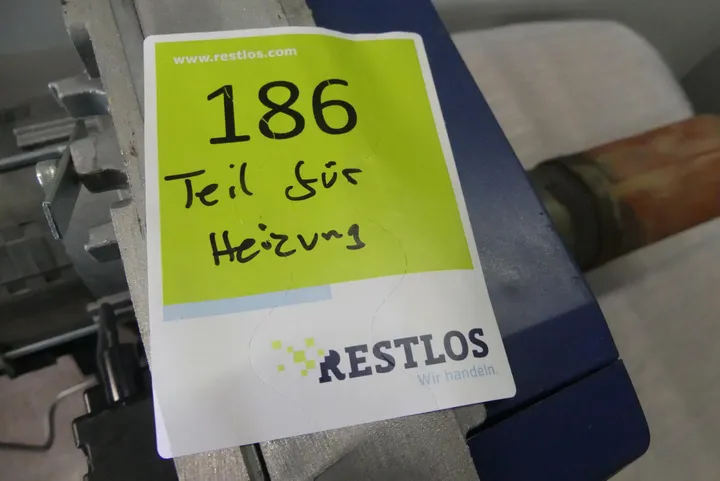 www.restlos.com
186
Teil für
Heizung
RESTLOS
Wir handeln.